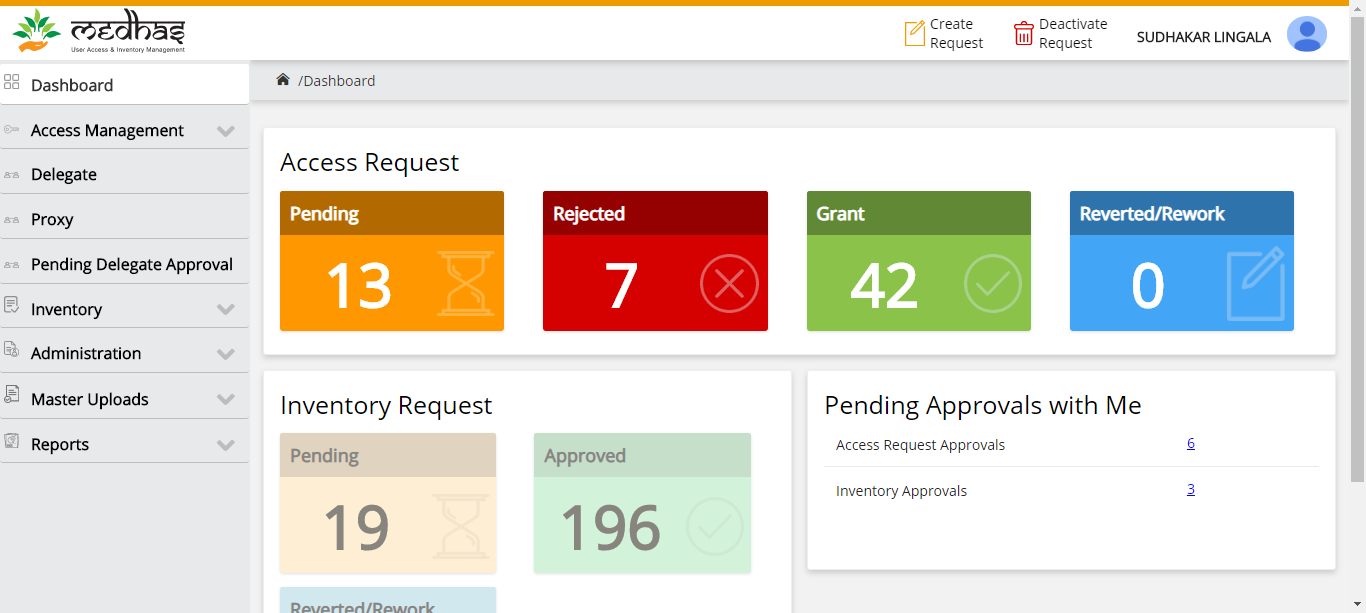 medhas
User Access & Inventory Management
Create
Request
Deactivate
Request
SUDHAKAR LINGALA
Dashboard
Access Management
Delegate
Proxy
Pending Delegate Approval
Inventory
Administration
Master Uploads
Reports
/Dashboard
Access Request
Pending
13
Rejected
7
Grant
42
Reverted/Rework
0
Inventory Request
Pending
19
Approved
196
Reverted/Rework
Pending Approvals with Me
Access Request Approvals 6
Inventory Approvals 3